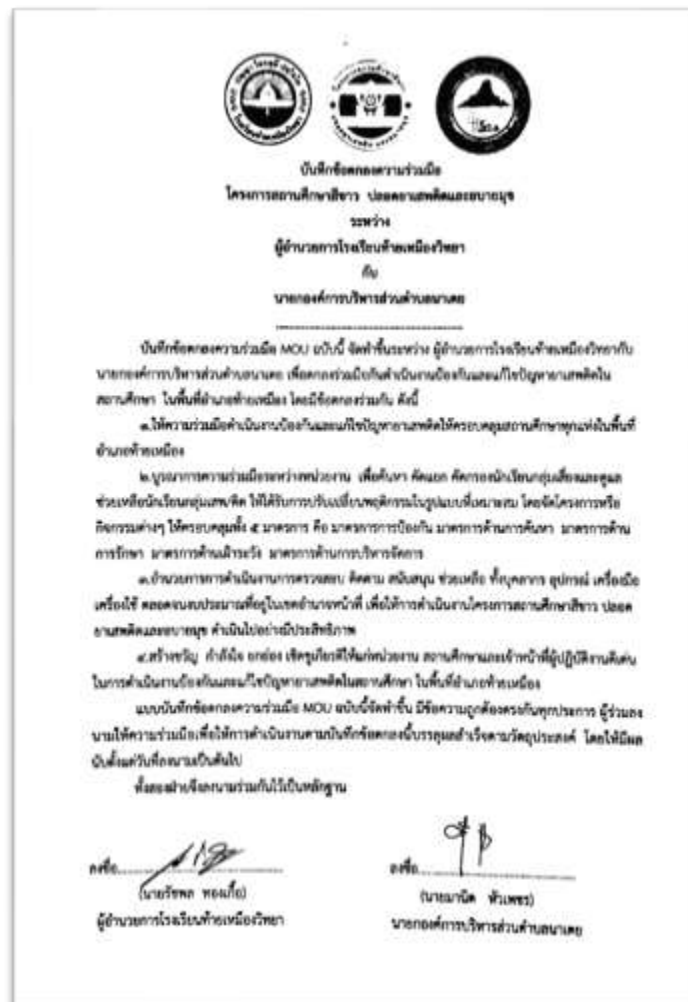 บันทึกข้อตกลงความร่วมมือ
โครงการสถานศึกษาสีขาว ปลอดยาเสพติดและอบายมุข
ระหว่าง
ผู้อำนวยการโรงเรียนท้ายเหมืองวิทยา
กับ
นายกองค์การบริหารส่วนตำบลนาเตย
บันทึกข้อตกลงความร่วมมือ MOU ฉบับนี้ จัดทำขึ้นระหว่าง ผู้อำนวยการโรงเรียนท้ายเหมืองวิทยากับ
นายกองค์การบริหารส่วนตำบลนาเตย เพื่อตกลงร่วมมือกันดำเนินงานป้องกันและแก้ไขปัญหายาเสพติดใน
สถานศึกษา ในพื้นที่อำเภอท้ายเหมือง โดยมีข้อตกลงร่วมกัน ดังนี้
๑.ให้ความร่วมมือดำเนินงานป้องกันและแก้ไขปัญหายาเสพติดให้ครอบคลุมสถานศึกษาทุกแห่งในพื้นที่
อำเภอท้ายเหมือง
๒.บูรณาการความร่วมมือระหว่างหน่วยงาน เพื่อค้นหา คัดแยก คัดกรองนักเรียนกลุ่มเสี่ยงและดูแล
ช่วยเหลือนักเรียนกลุ่มเสพ/ติด ให้ได้รับการปรับเปลี่ยนพฤติกรรมในรูปแบบที่เหมาะสม โดยจัดโครงการหรือ
กิจกรรมต่างๆ ให้ครอบคลุมทั้ง ๕ มาตรการ คือ มาตรการการป้องกัน มาตรการด้านการค้นหา มาตรการด้าน
การรักษา มาตรการด้านเฝ้าระวัง มาตรการด้านการบริหารจัดการ
๓.อำนวยการการดำเนินงานการตรวจสอบ ติดตาม สนับสนุน ช่วยเหลือ ทั้งบุคลากร อุปกรณ์ เครื่องมือ
เครื่องใช้ ตลอดจนงบประมาณที่อยู่ในเขตอำนาจหน้าที่ เพื่อให้การดำเนินงานโครงการสถานศึกษาสีขาว ปลอด
ยาเสพติดและอบายมุข ดำเนินไปอย่างมีประสิทธิภาพ
๔.สร้างขวัญ กำลังใจ ยกย่อง เชิดชูเกียรติให้แก่หน่วยงาน สถานศึกษาและเจ้าหน้าที่ผู้ปฏิบัติงานดีเด่น
ในการดำเนินงานป้องกันและแก้ไขปัญหายาเสพติดในสถานศึกษา ในพื้นที่อำเภอท้ายเหมือง
แบบบันทึกข้อตกลงความร่วมมือ MOU ฉบับนี้จัดทำขึ้น มีข้อความถูกต้องตรงกันทุกประการ ผู้ร่วมลง
นามให้ความร่วมมือเพื่อให้การดำเนินงานตามบันทึกข้อตกลงนี้บรรลุผลสำเร็จตามวัตถุประสงค์ โดยให้มีผล
นับตั้งแต่วันที่ลงนามเป็นต้นไป
ทั้งสองฝ่ายจึงลงนามร่วมกันไว้เป็นหลักฐาน
ลงชื่อ
(นายรัชพล ทองเกื้อ)
ผู้อำนวยการโรงเรียนท้ายเหมืองวิทยา
ลงชื่อ
(นายมานิต หัวเพชร)
นายกองค์การบริหารส่วนตำบลนาเตย